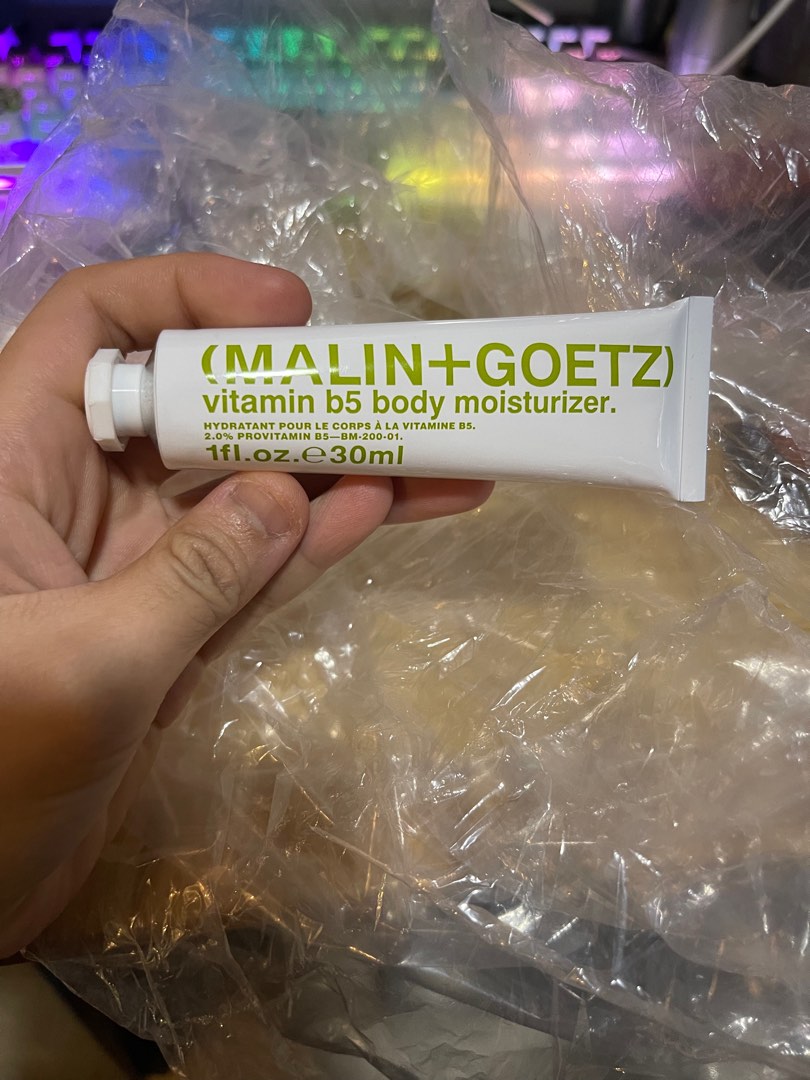 (MALIN+GOETZ)
vitamin b5 body moisturizer.
HYDRATANT POUR LE CORPS À LA VITAMINE B5.
2.0% PROVITAMIN B5—BM-200-01.
1fl.oz.℮30ml